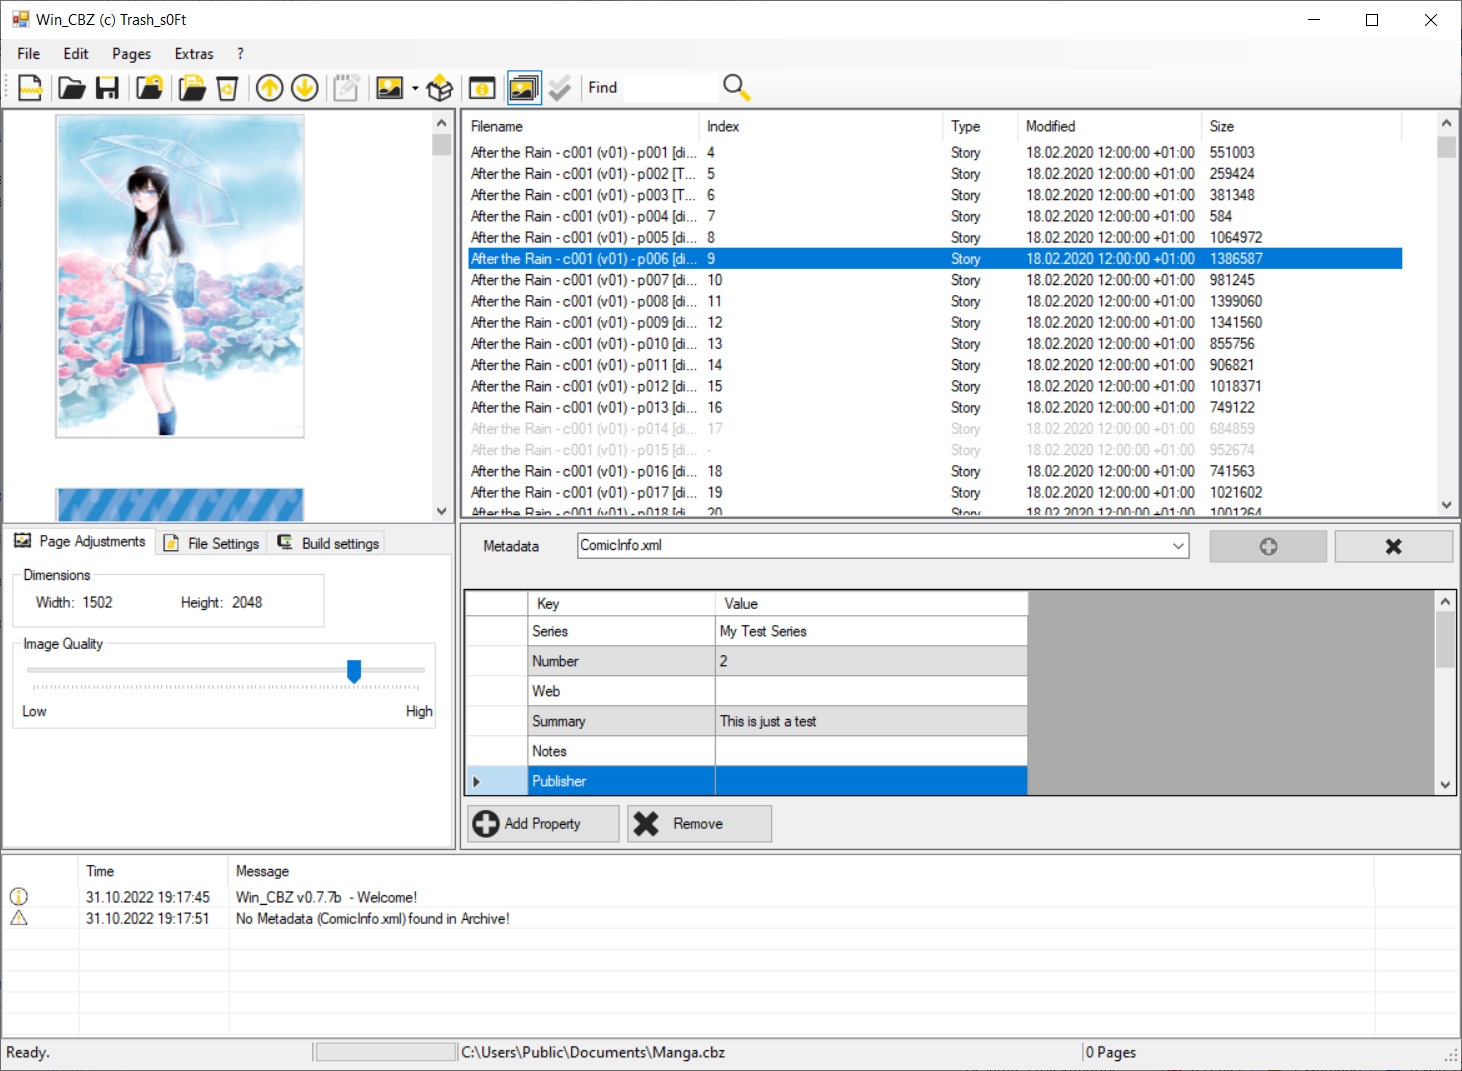 Win_CBZ (c) Trash_s0Ft
File Edit Pages Extras ?
Find
Filename Index Type Modified Size
After the Rain - c001 (v01) - p001 [di... 4 Story 18.02.2020 12:00:00 +01:00 551003
After the Rain - c001 (v01) - p002 [T... 5 Story 18.02.2020 12:00:00 +01:00 259424
After the Rain - c001 (v01) - p003 [T... 6 Story 18.02.2020 12:00:00 +01:00 381348
After the Rain - c001 (v01) - p004 [di... 7 Story 18.02.2020 12:00:00 +01:00 584
After the Rain - c001 (v01) - p005 [di... 8 Story 18.02.2020 12:00:00 +01:00 1064972
After the Rain - c001 (v01) - p006 [di... 9 Story 18.02.2020 12:00:00 +01:00 1386587
After the Rain - c001 (v01) - p007 [di... 10 Story 18.02.2020 12:00:00 +01:00 981245
After the Rain - c001 (v01) - p008 [di... 11 Story 18.02.2020 12:00:00 +01:00 1399060
After the Rain - c001 (v01) - p009 [di... 12 Story 18.02.2020 12:00:00 +01:00 1341560
After the Rain - c001 (v01) - p010 [di... 13 Story 18.02.2020 12:00:00 +01:00 855756
After the Rain - c001 (v01) - p011 [di... 14 Story 18.02.2020 12:00:00 +01:00 906821
After the Rain - c001 (v01) - p012 [di... 15 Story 18.02.2020 12:00:00 +01:00 1018371
After the Rain - c001 (v01) - p013 [di... 16 Story 18.02.2020 12:00:00 +01:00 749122
After the Rain - c001 (v01) - p014 [di... 17 Story 18.02.2020 12:00:00 +01:00 684859
After the Rain - c001 (v01) - p015 [di... - Story 18.02.2020 12:00:00 +01:00 952674
After the Rain - c001 (v01) - p016 [di... 18 Story 18.02.2020 12:00:00 +01:00 741563
After the Rain - c001 (v01) - p017 [di... 19 Story 18.02.2020 12:00:00 +01:00 1021602
After the Rain - c001 (v01) - p018 [di... 20 Story 18.02.2020 12:00:00 +01:00 1001264
Page Adjustments File Settings Build settings
Dimensions
Width: 1502 Height: 2048
Image Quality
Low High
Metadata ComicInfo.xml
Key Value
Series My Test Series
Number 2
Web
Summary This is just a test
Notes
Publisher
Add Property Remove
Time Message
31.10.2022 19:17:45 Win_CBZ v0.7.7b - Welcome!
31.10.2022 19:17:51 No Metadata (ComicInfo.xml) found in Archive!
Ready. C:\Users\Public\Documents\Manga.cbz 0 Pages